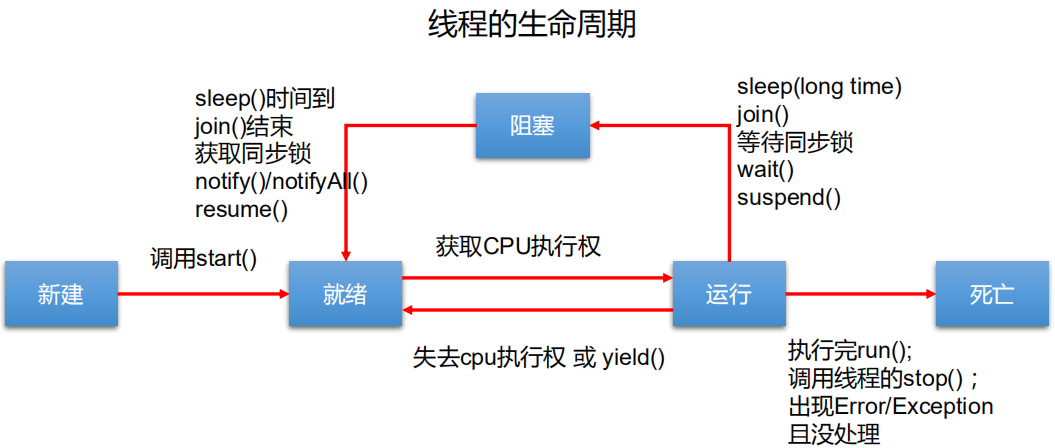 线程的生命周期
sleep()时间到
join()结束
获取同步锁
notify()/notifyAll()
resume()
阻塞
sleep(long time)
join()
等待同步锁
wait()
suspend()
调用start()
获取CPU执行权
新建
就绪
运行
死亡
失去cpu执行权 或 yield()
执行完run();
调用线程的stop() ;
出现Error/Exception
且没处理